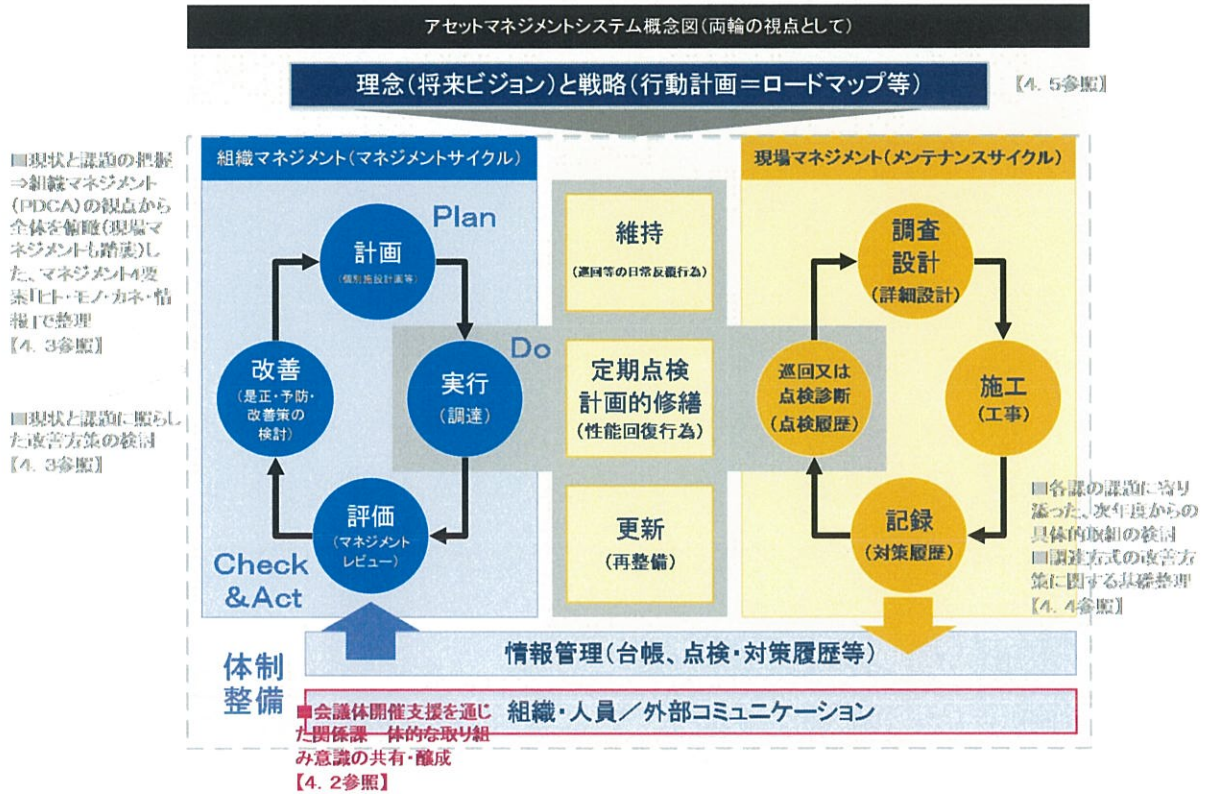 アセットマネジメントシステム概念図(両輪の視点として)
理念(将来ビジョン)と戦略(行動計画=ロードマップ等)
【4. 5参照】
■現状と課題の把握
⇒組織マネジメント
(PDCA)の視点から
全体を俯瞰(現場マ
ネジメントも踏襲)し
た、マネジメント4要
素「ヒト・モノ・カネ・情
報」で整理
【4. 3参照】
■現状と課題に照らし
た改善方策の検討
【4. 3参照】
組織マネジメント(マネジメントサイクル)
Plan
計画
(個別施設計画等)
Do
実行
(調達)
評価
(マネジメント
レビュー)
改善
(是正・予防・
改善策の
検討)
Check
&Act
維持
(巡回等の日常反復行為)
定期点検
計画的修繕
(性能回復行為)
更新
(再整備)
現場マネジメント(メンテナンスサイクル)
調査
設計
(詳細設計)
施工
(工事)
記録
(対策履歴)
巡回又は
点検診断
(点検履歴)
■各課の課題に寄り
添った、次年度からの
具体的取組の検討
■調達方式の改善方
策に関する基礎整理
【4. 4参照】
体制
整備
情報管理(台帳、点検・対策履歴等)
組織・人員/外部コミュニケーション
■会議体開催支援を通じ
た関係課一体的な取り組
み意識の共有・醸成
【4. 2参照】